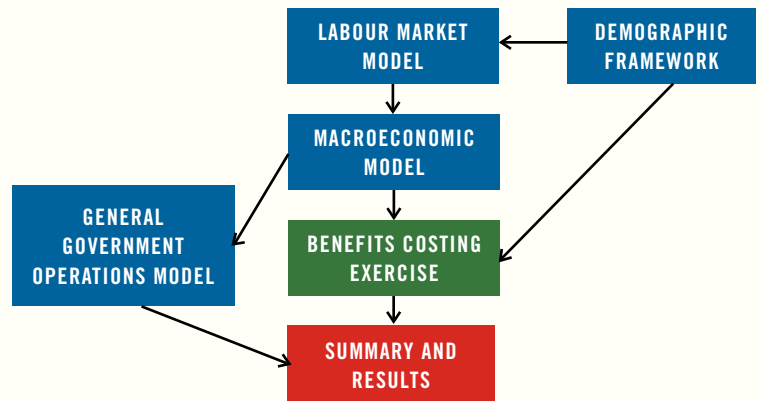 LABOUR MARKET
MODEL
DEMOGRAPHIC
FRAMEWORK
MACROECONOMIC
MODEL
GENERAL
GOVERNMENT
OPERATIONS MODEL
BENEFITS COSTING
EXERCISE
SUMMARY AND
RESULTS